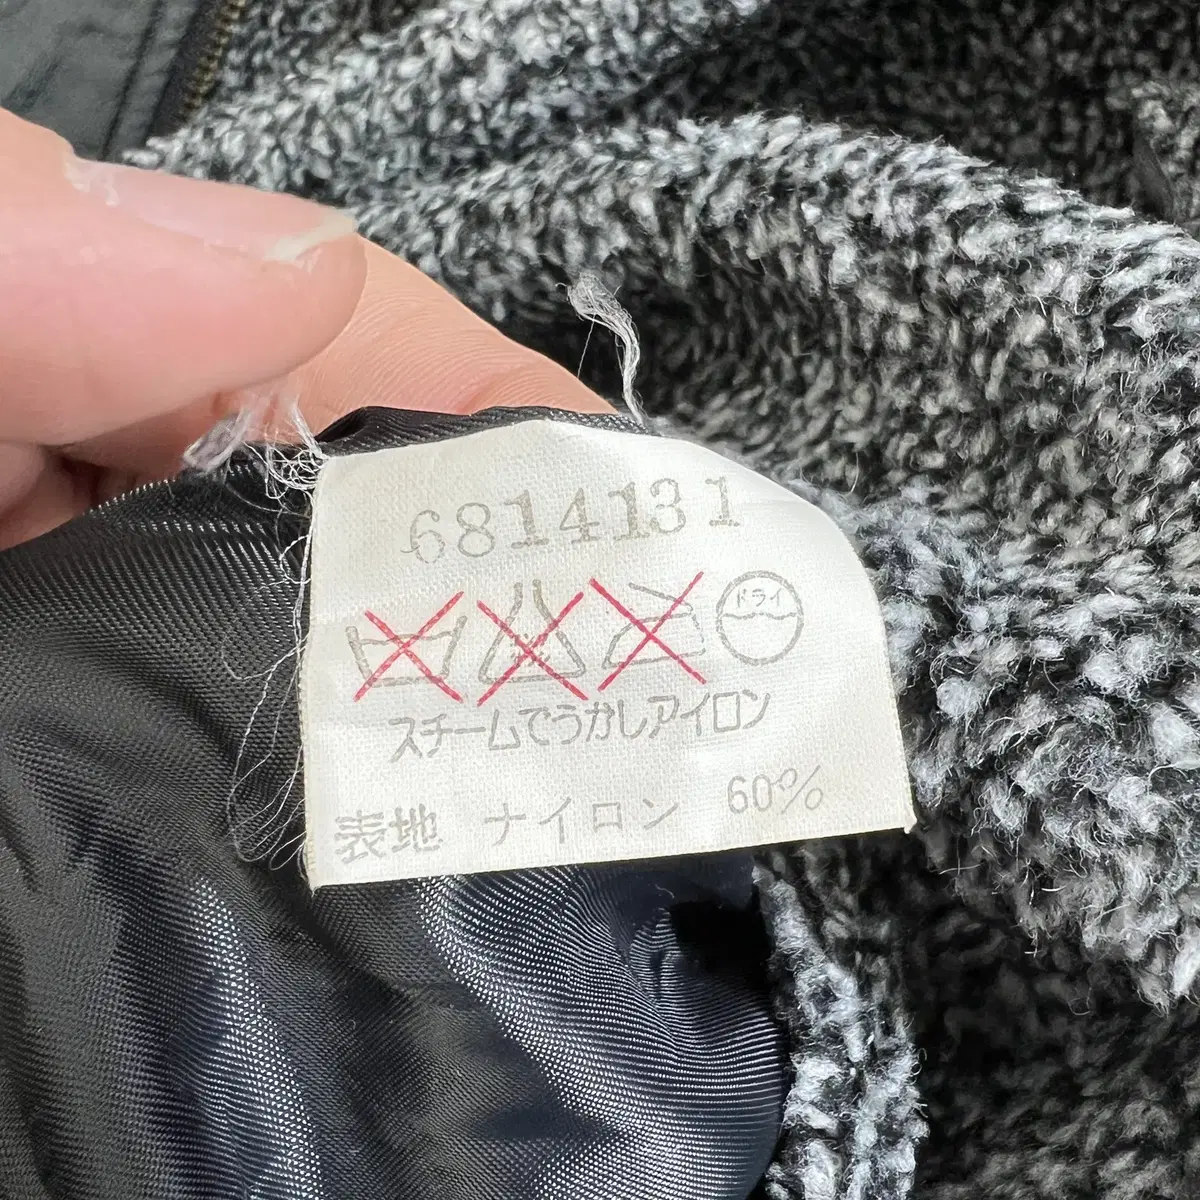 6814131
ドライ
スチームでうかしアイロン
表地 ナイロン 60%